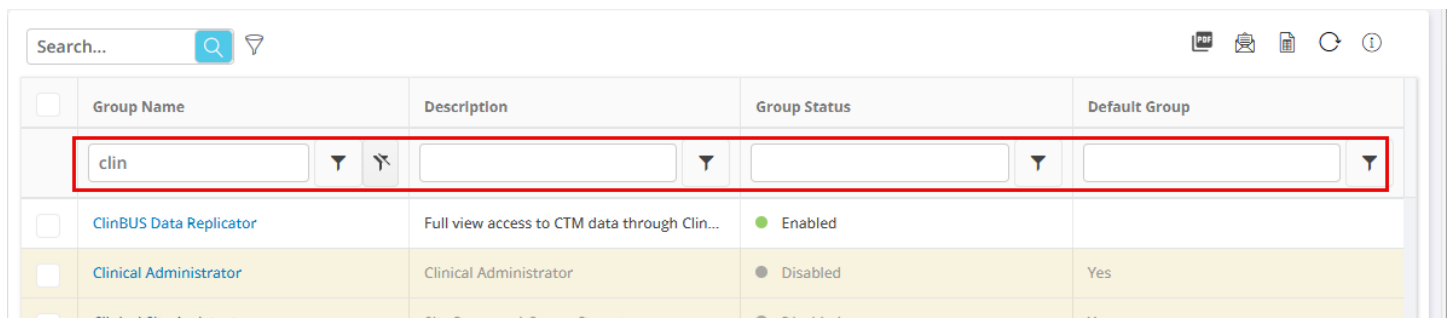 Search...
PDF
Group Name Description Group Status Default Group
clin
ClinBUS Data Replicator Full view access to CTM data through Clin... Enabled
Clinical Administrator Clinical Administrator Disabled Yes